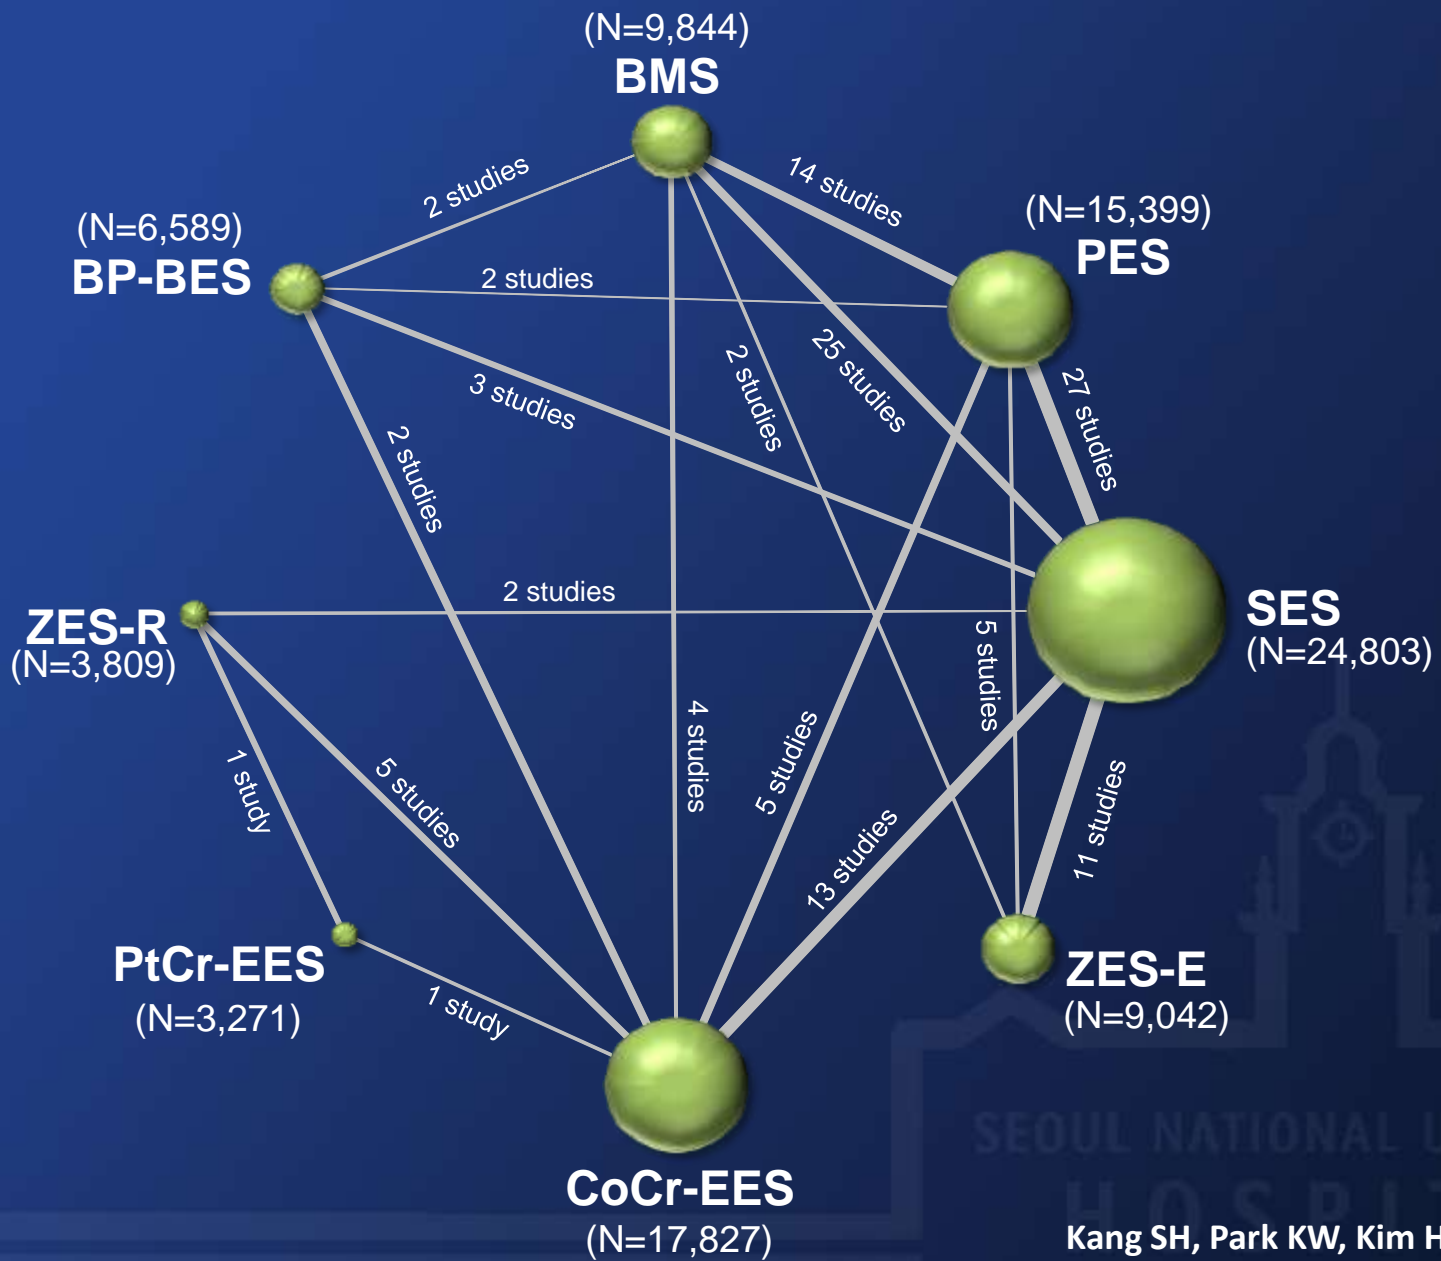 (N=9,844)
BMS
14 studies
2 studies
(N=15,399)
PES
(N=6,589)
BP-BES
2 studies
25 studies
2 studies
27 studies
3 studies
2 studies
2 studies
SES
(N=24,803)
ZES-R
(N=3,809)
5 studies
4 studies
5 studies
1 study
5 studies
13 studies
11 studies
PtCr-EES
(N=3,271)
1 study
ZES-E
(N=9,042)
SEOUL NATIONAL
CoCr-EES
(N=17,827)
Kang SH, Park KW, Kim H